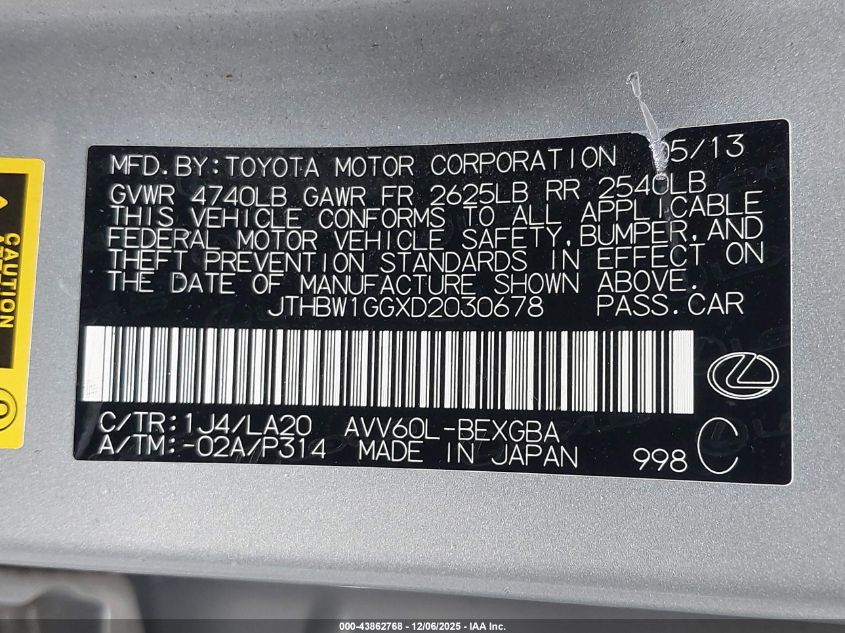 MFD.BY:TOYOTA MOTOR CORPORATION 05/13
GVWR 4740LB GAWR FR 2625LB RR 2540LB
THIS VEHICLE CONFORMS TO ALL APPLICABLE
FEDERAL MOTOR VEHICLE SAFETY,BUMPER,AND
THEFT PREVENTION STANDARDS IN EFFECT ON
THE DATE OF MANUFACTURE SHOWN ABOVE.
JTHBW1GGXD2030678 PASS.CAR
C/TR:1J4/LA20 AVV60L-BEXGBA
A/TM:-02A/P314 MADE IN JAPAN 998 C
CAUTION
000-43862768 - 12/06/2025 - IAA Inc.